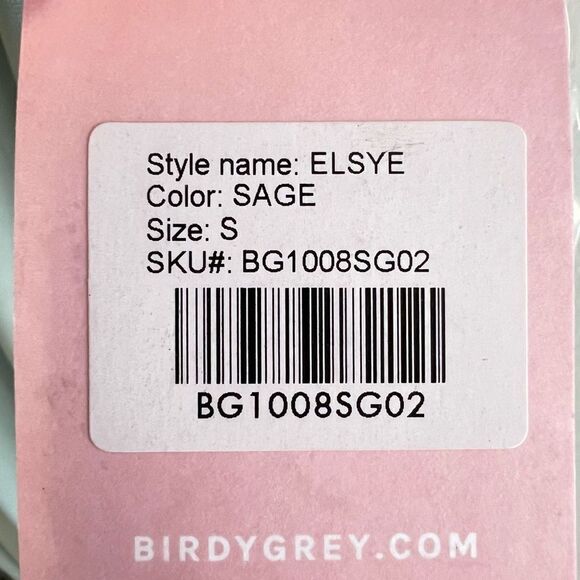 Style name: ELSYE
Color: SAGE
Size: S
SKU#: BG1008SG02
BG1008SG02
BIRDYGREY.COM